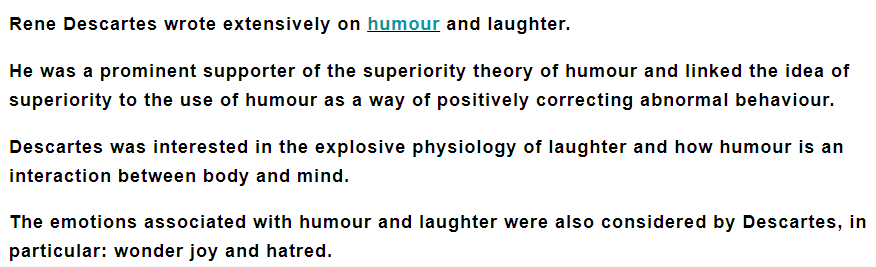 Rene Descartes wrote extensively on humour and laughter.
He was a prominent supporter of the superiority theory of humour and linked the idea of
superiority to the use of humour as a way of positively correcting abnormal behaviour.
Descartes was interested in the explosive physiology of laughter and how humour is an
interaction between body and mind.
The emotions associated with humour and laughter were also considered by Descartes, in
particular: wonder joy and hatred.